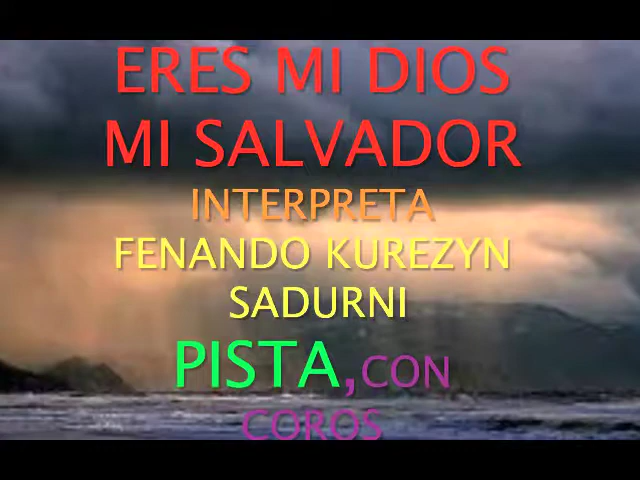 ERES MI DIOS
MI SALVADOR
INTERPRETA
FENANDO KUREZYN
SADURNI
PISTA,CON
COROS